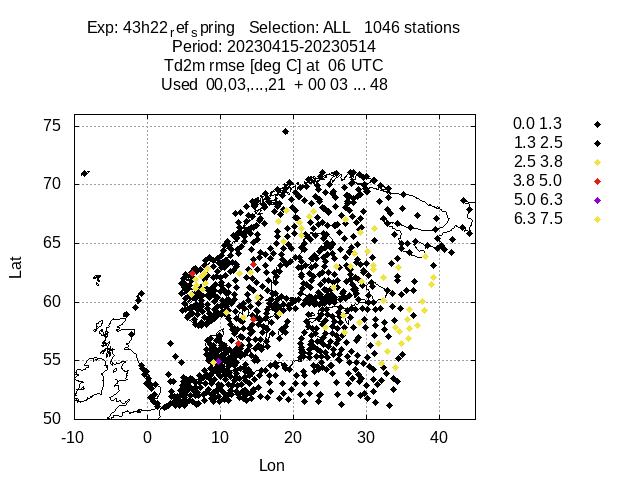 Exp: 43h22ref spring Selection: ALL 1046 stations
Period: 20230415-20230514
Td2m rmse [deg C] at 06 UTC
Used 00,03,...,21 + 00 03 ... 48
0.0 1.3
1.3 2.5
2.5 3.8
3.8 5.0
5.0 6.3
6.3 7.5
75
70
65
60
55
50
Lat
-10 0 10 20 30 40
Lon